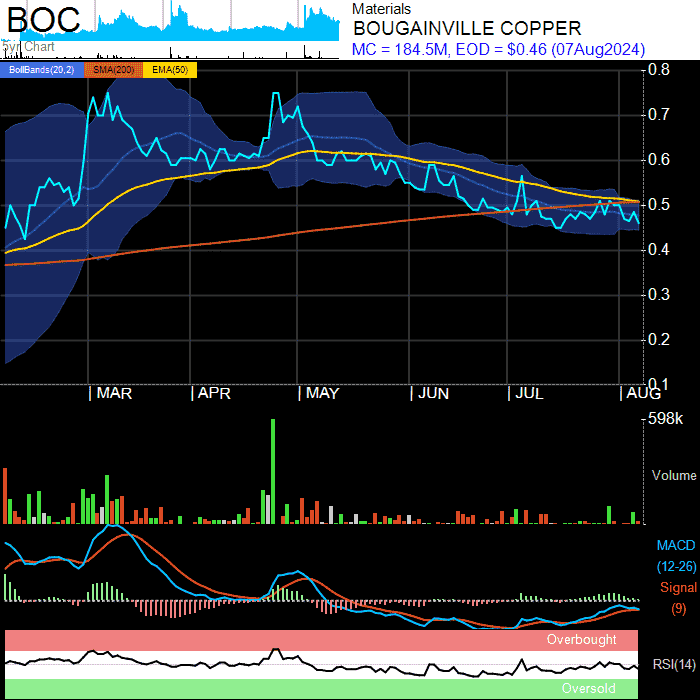 BOC
5yr Chart
Materials
BOUGAINVILLE COPPER
MC = 184.5M, EOD = $0.46 (07Aug2024)
BollBands(20,2) SMA(200) EMA(50)
0.8
0.7
0.6
0.5
0.4
0.3
0.2
0.1
MAR APR MAY JUN JUL AUG
598k
Volume
MACD
(12-26)
Signal
(9)
Overbought
RSI(14)
Oversold